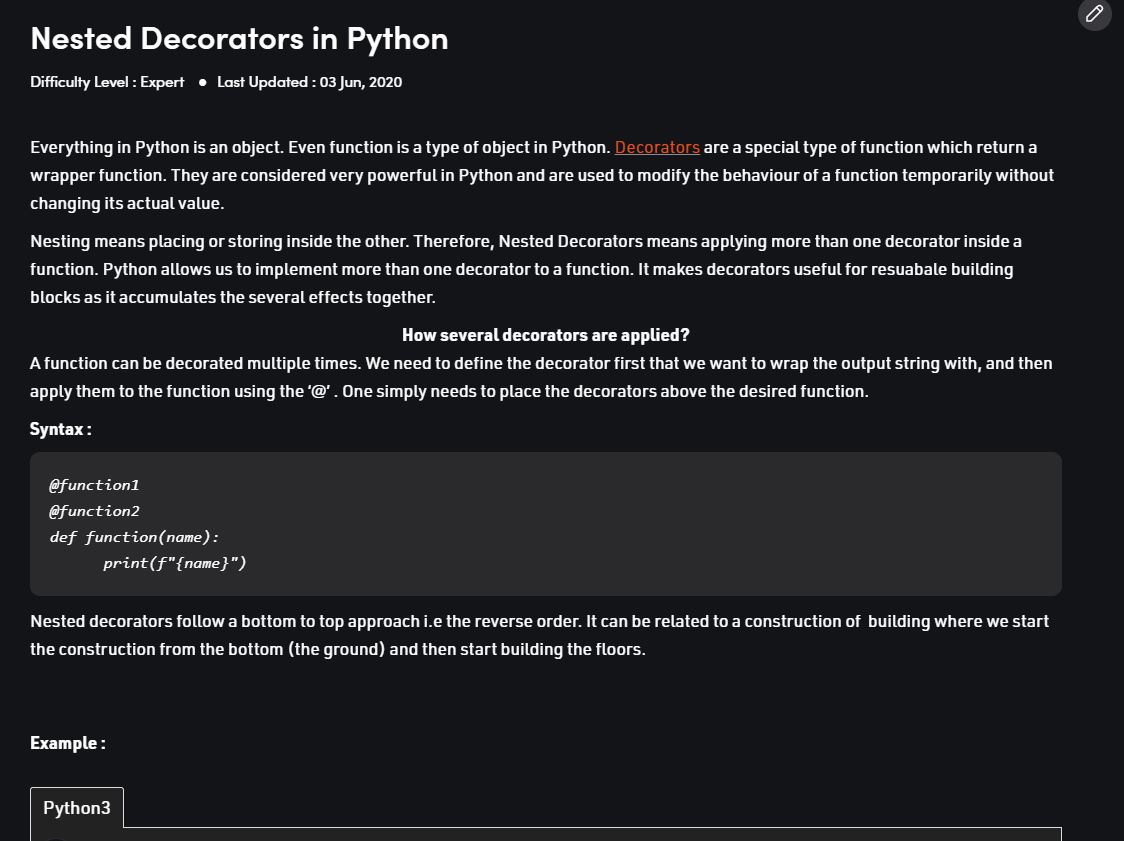 Nested Decorators in Python
Difficulty Level : Expert ● Last Updated : 03 Jun, 2020
Everything in Python is an object. Even function is a type of object in Python. Decorators are a special type of function which return a
wrapper function. They are considered very powerful in Python and are used to modify the behaviour of a function temporarily without
changing its actual value.
Nesting means placing or storing inside the other. Therefore, Nested Decorators means applying more than one decorator inside a
function. Python allows us to implement more than one decorator to a function. It makes decorators useful for resuabale building
blocks as it accumulates the several effects together.
How several decorators are applied?
A function can be decorated multiple times. We need to define the decorator first that we want to wrap the output string with, and then
apply them to the function using the ‘@’ . One simply needs to place the decorators above the desired function.
Syntax :
@function1
@function2
def function(name):
      print(f"{name}")
Nested decorators follow a bottom to top approach i.e the reverse order. It can be related to a construction of  building where we start
the construction from the bottom (the ground) and then start building the floors.
Example :
Python3